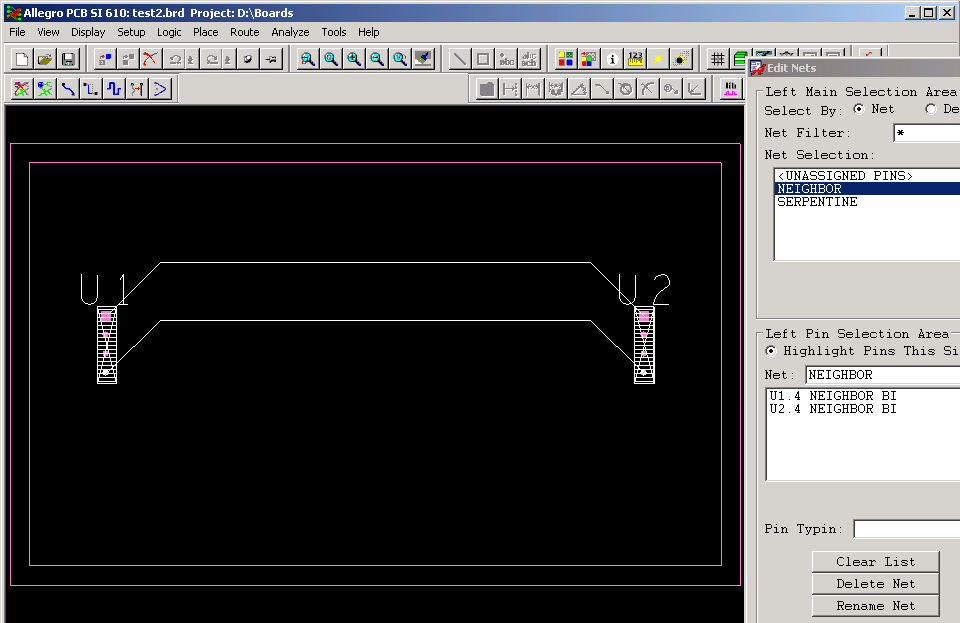 Allegro PCB SI 610: test2.brd Project: D:\Boards
File View Display Setup Logic Place Route Analyze Tools Help
Edit Nets
Left Main Selection Area
Select By: Net De
Net Filter: *
Net Selection:
<UNASSIGNED PINS>
NEIGHBOR
SERPENTINE
U 1
U 2
Left Pin Selection Area
Highlight Pins This Si
Net: NEIGHBOR
U1.4 NEIGHBOR BI
U2.4 NEIGHBOR BI
Pin Typin:
Clear List
Delete Net
Rename Net